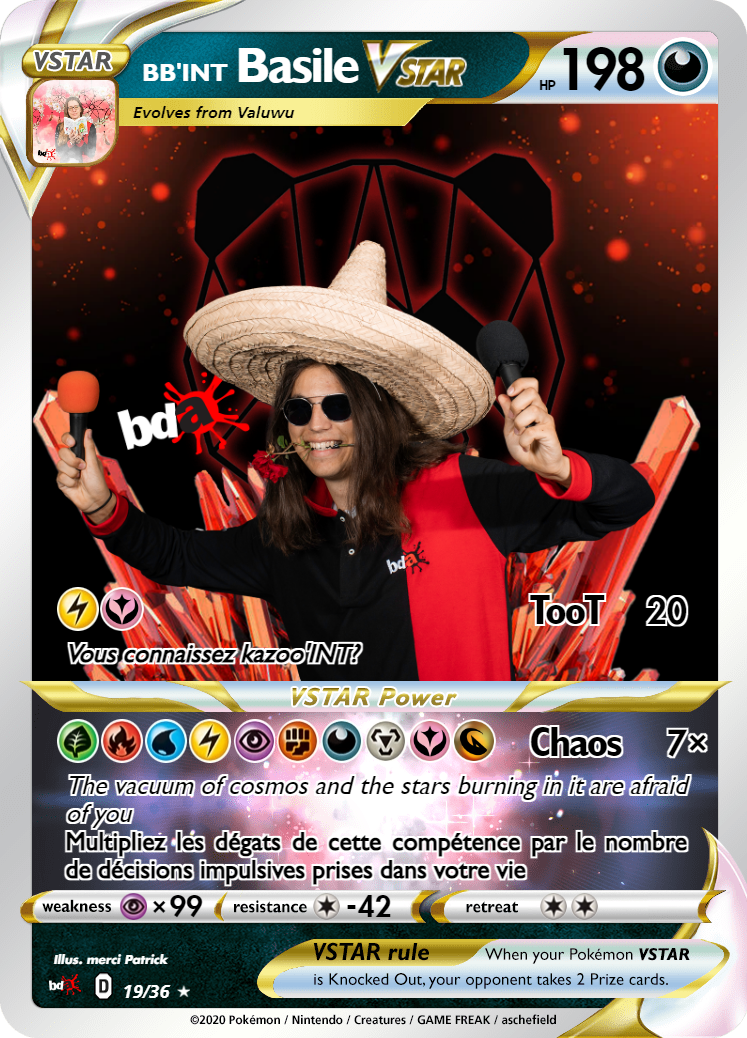 VSTAR
BB'INT Basile VSTAR HP 198
Evolves from Valuwu
bda
bda
bda
TooT 20
Vous connaissez kazoo'INT?
VSTAR Power
Chaos 7×
The vacuum of cosmos and the stars burning in it are afraid
of you
Multipliez les dégats de cette compétence par le nombre
de décisions impulsives prises dans votre vie
weakness ×99 resistance -42 retreat
Illus. merci Patrick
bda D 19/36 ★
VSTAR rule When your Pokémon VSTAR
is Knocked Out, your opponent takes 2 Prize cards.
©2020 Pokémon / Nintendo / Creatures / GAME FREAK / aschefield